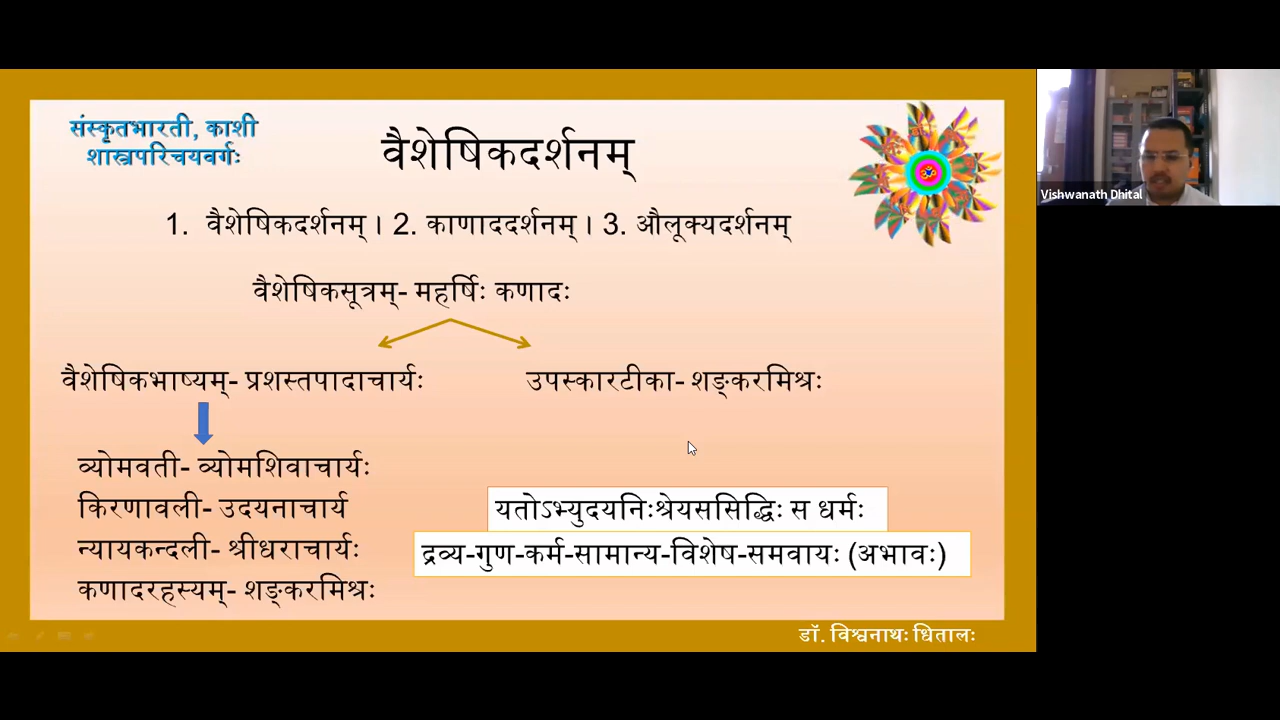 संस्कृतभारती, काशी
शास्त्रपरिचयवर्गः
वैशेषिकदर्शनम्
1. वैशेषिकदर्शनम् । 2. काणाददर्शनम् । 3. औलूक्यदर्शनम्
वैशेषिकसूत्रम्- महर्षिः कणादः
वैशेषिकभाष्यम्- प्रशस्तपादाचार्यः
उपस्कारटीका- शङ्करमिश्रः
व्योमवती- व्योमशिवाचार्यः
किरणावली- उदयनाचार्य
न्यायकन्दली- श्रीधराचार्यः
कणादरहस्यम्- शङ्करमिश्रः
यतोऽभ्युदयनिःश्रेयससिद्धिः स धर्मः
द्रव्य-गुण-कर्म-सामान्य-विशेष-समवायः (अभावः)
डॉ. विश्वनाथः धितालः
Vishwanath Dhital